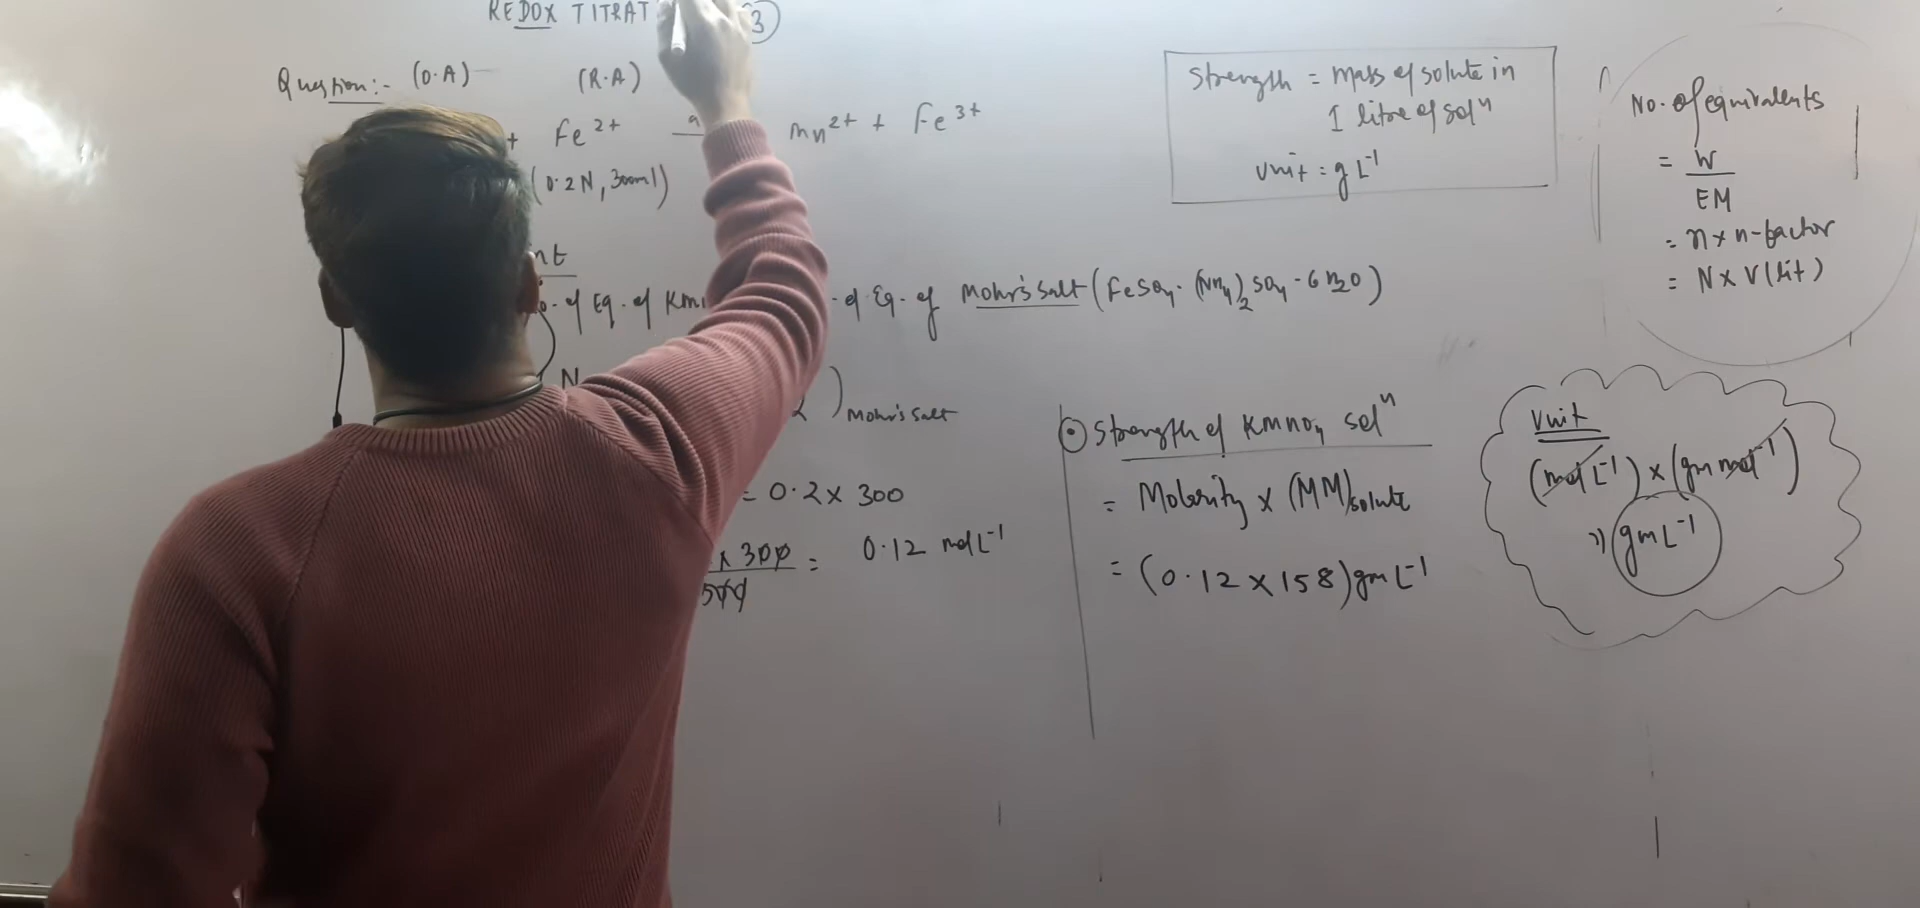 REDOX TITRAT 3
Question:- (O.A) (R.A)
+ Fe²⁺ Mn²⁺ + Fe³⁺
(0.2N, 300ml)
nt
of Eq. of KM of Eq. of Mohr's Salt (FeSO₄. (NH₄)₂SO₄ - 6H₂O)
N
)Mohr's Salt
= 0.2 x 300
x 300 = 0.12 mol L⁻¹
500
Strength = Mass of solute in
1 litre of solⁿ
Unit = g L⁻¹
No. of equivalents
= W
EM
= n x n-factor
= N x V(lit)
Strength of KMnO₄ solⁿ
= Molarity x (MM)solute
= (0.12 x 158) gm L⁻¹
Unit
(mol L⁻¹) x (gm mol⁻¹)
⇒ gm L⁻¹